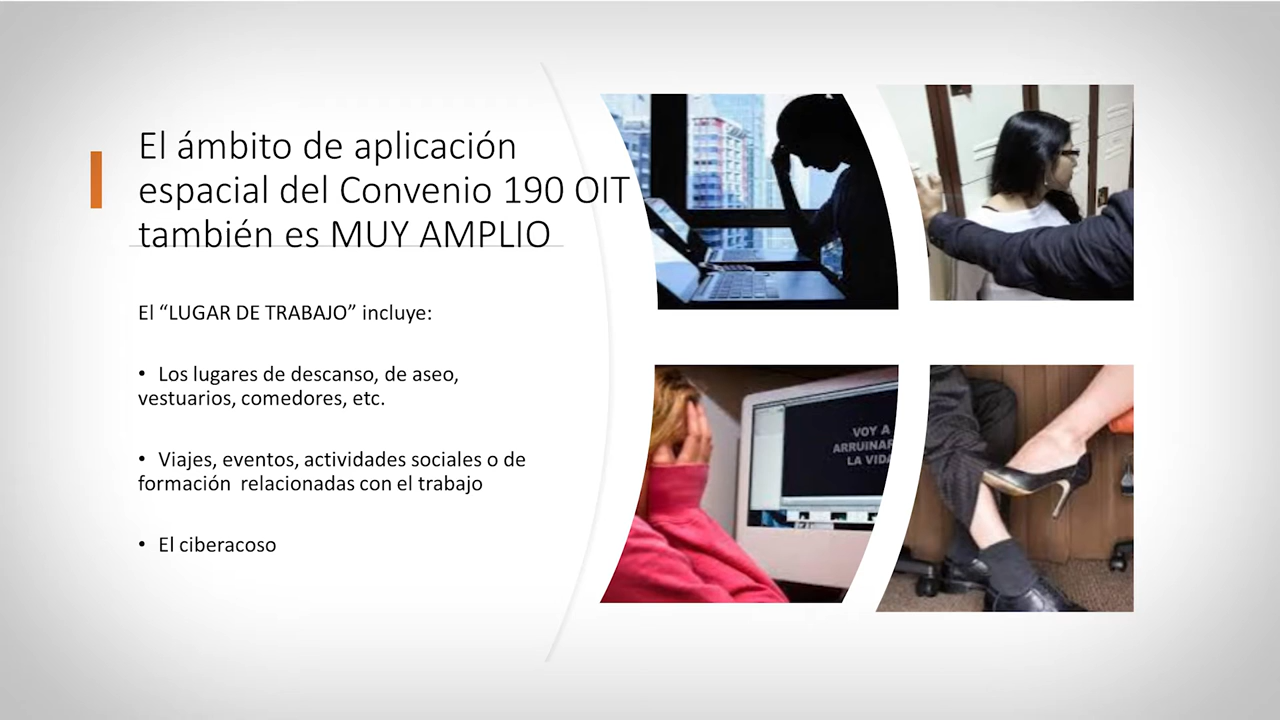 El ámbito de aplicación
espacial del Convenio 190 OIT
también es MUY AMPLIO
El “LUGAR DE TRABAJO” incluye:
• Los lugares de descanso, de aseo,
vestuarios, comedores, etc.
• Viajes, eventos, actividades sociales o de
formación  relacionadas con el trabajo
• El ciberacoso
VOY A
ARRUINAR
LA VIDA